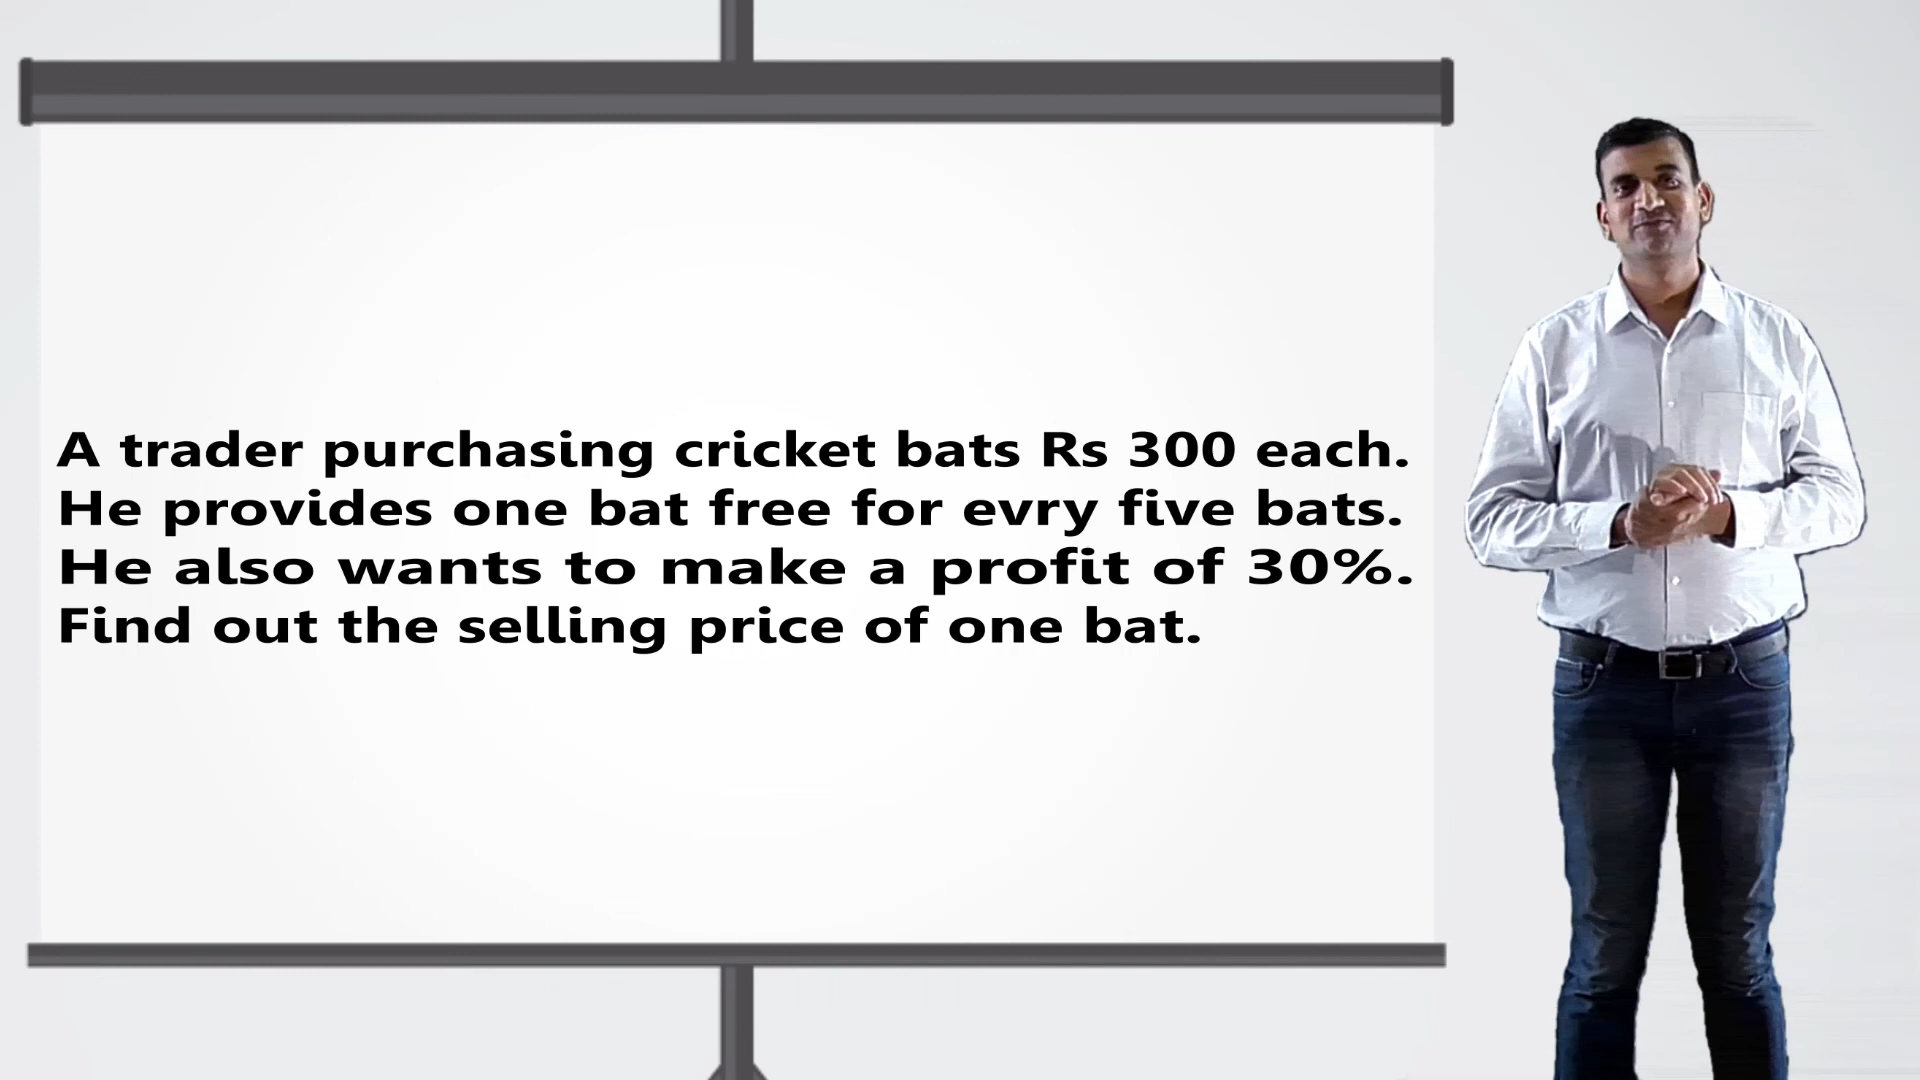 A trader purchasing cricket bats Rs 300 each.
He provides one bat free for evry five bats.
He also wants to make a profit of 30%.
Find out the selling price of one bat.